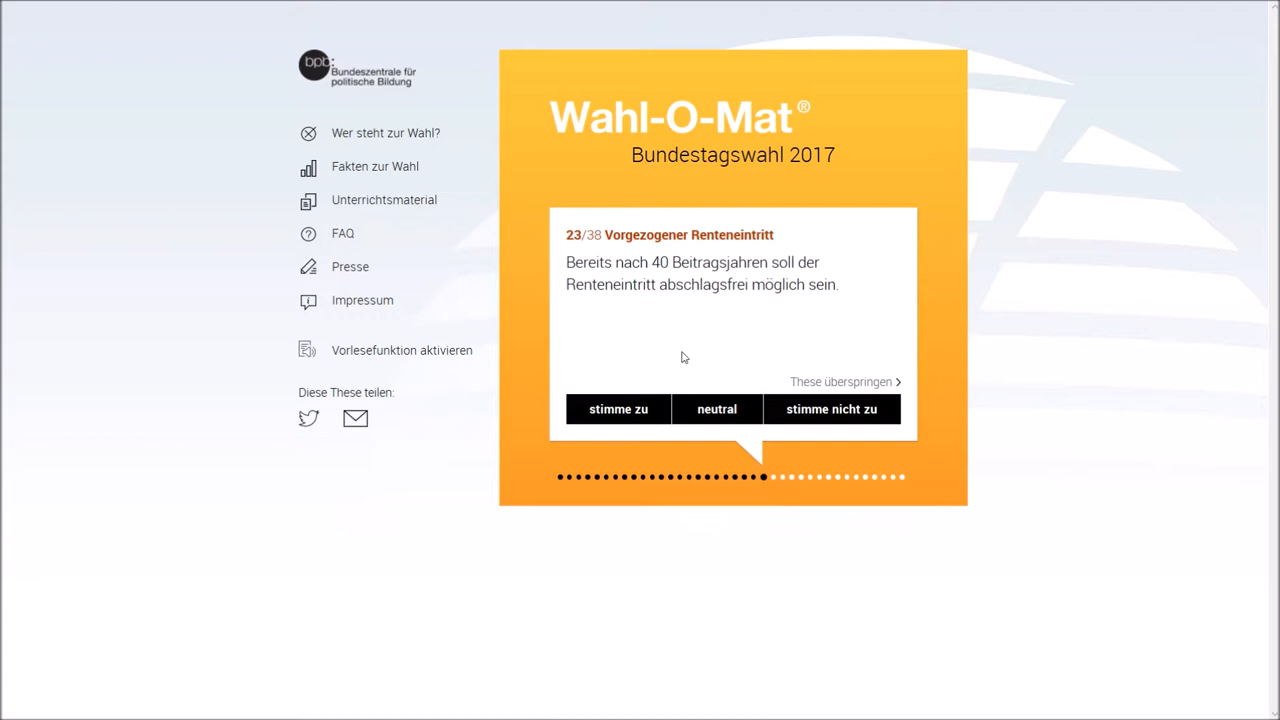 bpb:
Bundeszentrale für
politische Bildung
Wer steht zur Wahl?
Fakten zur Wahl
Unterrichtsmaterial
FAQ
Presse
Impressum
Vorlesefunktion aktivieren
Diese These teilen:
Wahl-O-Mat®
Bundestagswahl 2017
23/38 Vorgezogener Renteneintritt
Bereits nach 40 Beitragsjahren soll der
Renteneintritt abschlagsfrei möglich sein.
These überspringen
stimme zu
neutral
stimme nicht zu